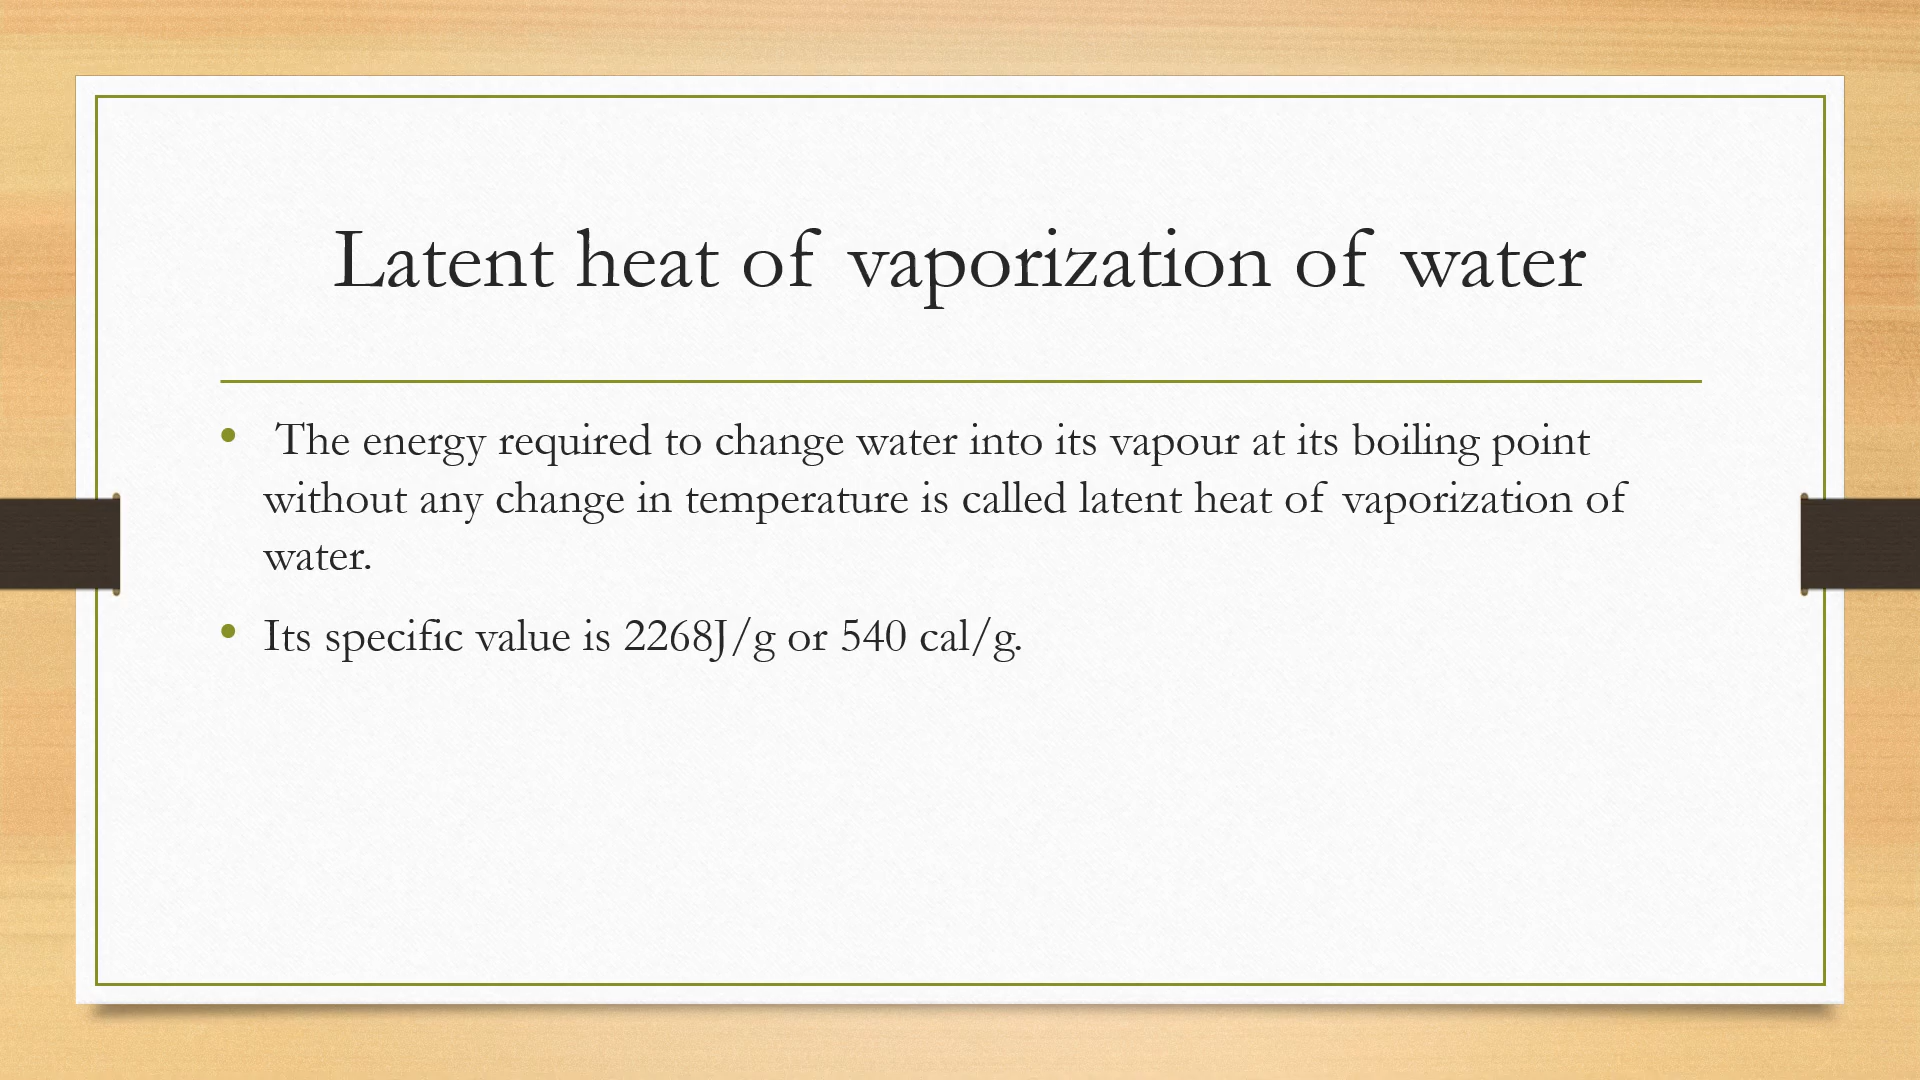 Latent heat of vaporization of water
• The energy required to change water into its vapour at its boiling point
without any change in temperature is called latent heat of vaporization of
water.
• Its specific value is 2268J/g or 540 cal/g.